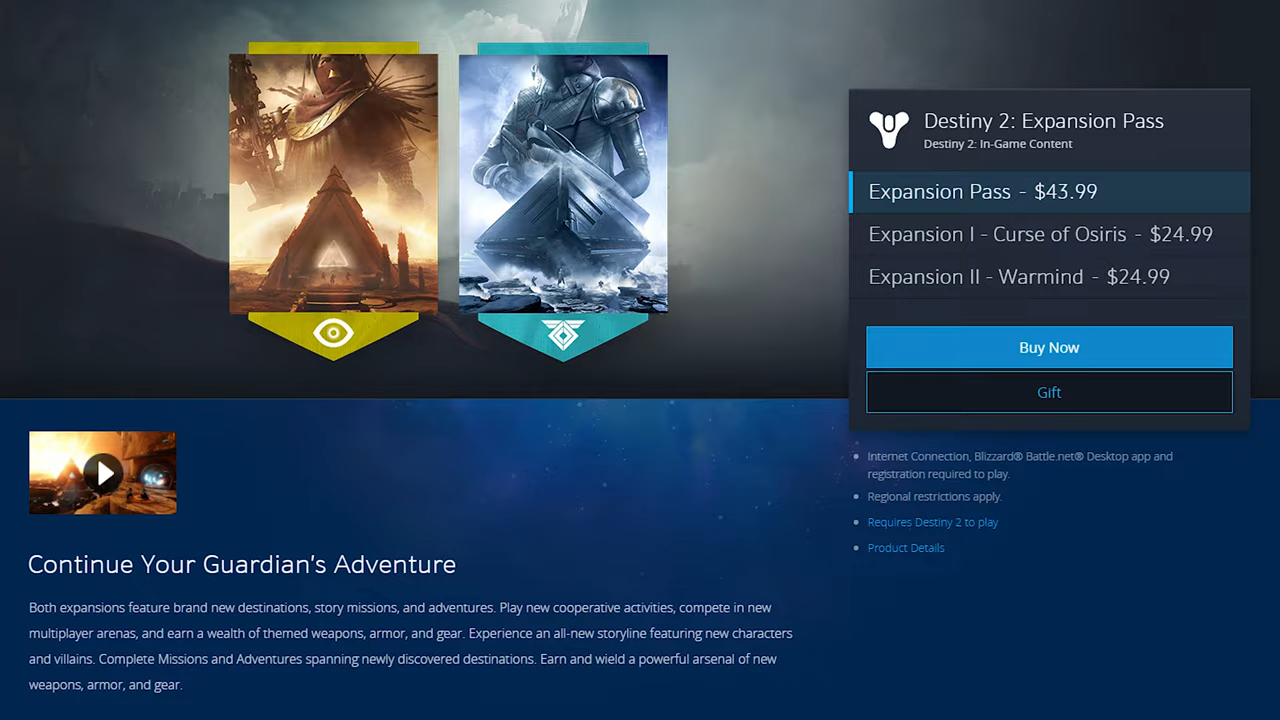 Destiny 2: Expansion Pass
Destiny 2: In-Game Content
Expansion Pass - $43.99
Expansion I - Curse of Osiris - $24.99
Expansion II - Warmind - $24.99
Buy Now
Gift
Internet Connection, Blizzard® Battle.net® Desktop app and
registration required to play.
Regional restrictions apply.
Requires Destiny 2 to play
Product Details
Continue Your Guardian's Adventure
Both expansions feature brand new destinations, story missions, and adventures. Play new cooperative activities, compete in new
multiplayer arenas, and earn a wealth of themed weapons, armor, and gear. Experience an all-new storyline featuring new characters
and villains. Complete Missions and Adventures spanning newly discovered destinations. Earn and wield a powerful arsenal of new
weapons, armor, and gear.